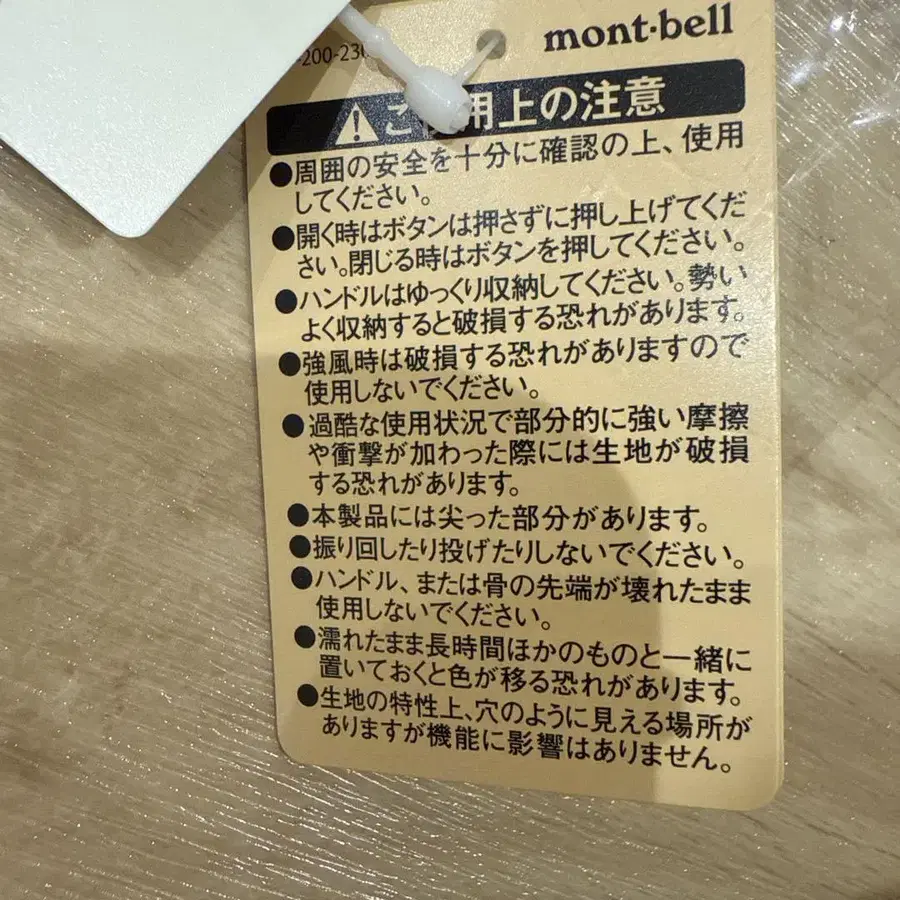 mont·bell
-200-23
ご使用上の注意
●周囲の安全を十分に確認の上、使用
してください。
●開く時はボタンは押さずに押し上げてくだ
さい。閉じる時はボタンを押してください。
●ハンドルはゆっくり収納してください。勢い
よく収納すると破損する恐れがあります。
●強風時は破損する恐れがありますので
使用しないでください。
●過酷な使用状況で部分的に強い摩擦
や衝撃が加わった際には生地が破損
する恐れがあります。
●本製品には尖った部分があります。
●振り回したり投げたりしないでください。
●ハンドル、または骨の先端が壊れたまま
使用しないでください。
●濡れたまま長時間ほかのものと一緒に
置いておくと色が移る恐れがあります。
●生地の特性上、穴のように見える場所が
ありますが機能に影響はありません。